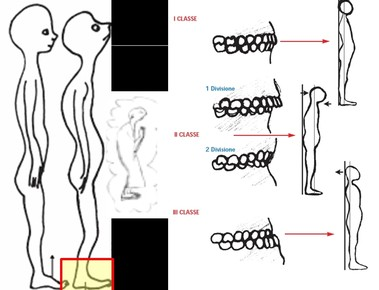 I CLASSE
1 Divisione
II CLASSE
2 Divisione
III CLASSE